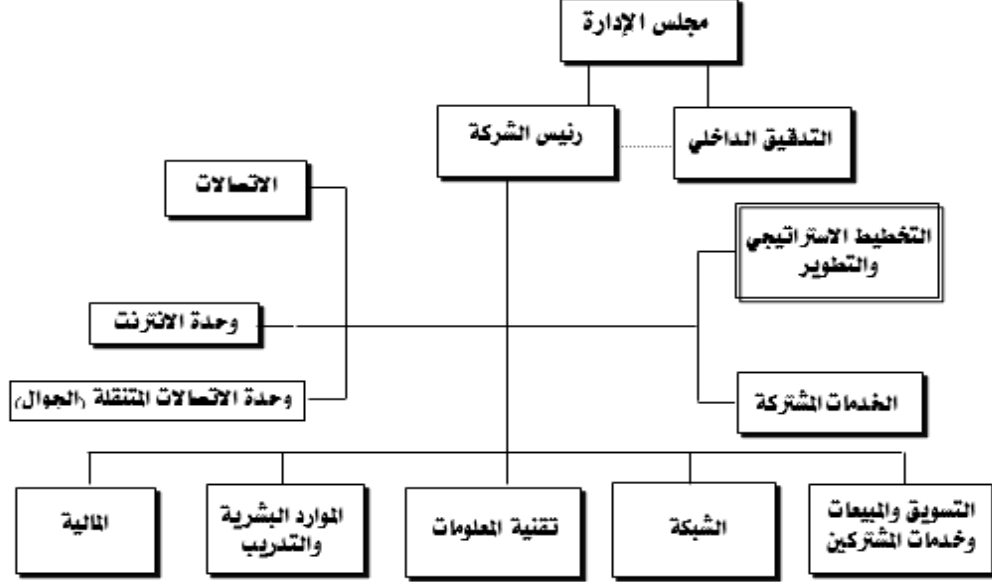 مجلس الإدارة
التدقيق الداخلي
رئيس الشركة
الاتصالات
التخطيط الاستراتيجي
والتطوير
وحدة الانترنت
الخدمات المشتركة
وحدة الاتصالات المتنقلة (الجوال)
التسويق والمبيعات
وخدمات المشتركين
الشبكة
تقنية المعلومات
الموارد البشرية
والتدريب
المالية